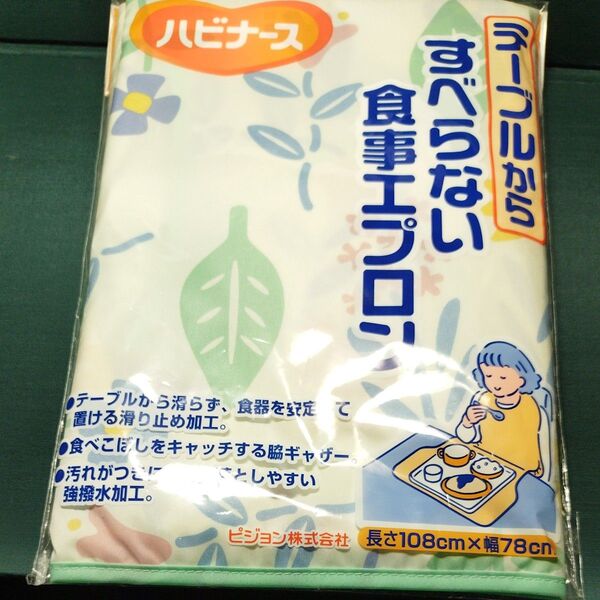 ハビナース
テーブルから
すべらない
食事エプロン
●テーブルから滑らず、食器を安定して
置ける滑り止め加工。
●食べこぼしをキャッチする脇ギャザー。
●汚れがつきに としやすい
強撥水加工。
ピジョン株式会社
長さ108cm×幅78cm